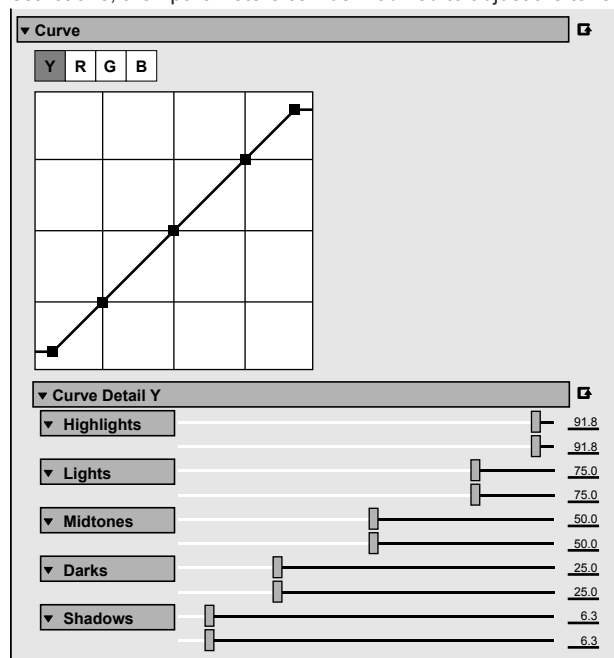 Curve
Y R G B
Curve Detail Y
Highlights 91.8
91.8
Lights 75.0
75.0
Midtones 50.0
50.0
Darks 25.0
25.0
Shadows 6.3
6.3